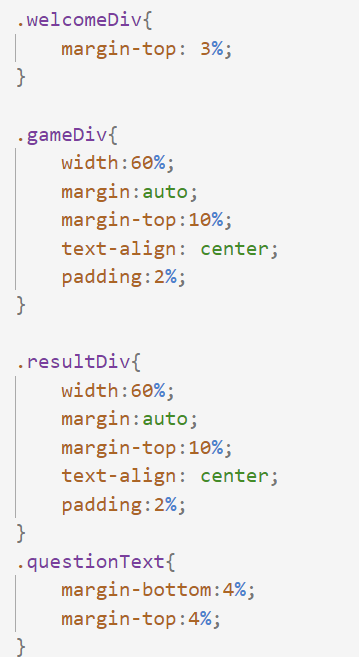 .welcomeDiv{
    margin-top: 3%;
}

.gameDiv{
    width:60%;
    margin:auto;
    margin-top:10%;
    text-align: center;
    padding:2%;
}

.resultDiv{
    width:60%;
    margin:auto;
    margin-top:10%;
    text-align: center;
    padding:2%;
}
.questionText{
    margin-bottom:4%;
    margin-top:4%;
}